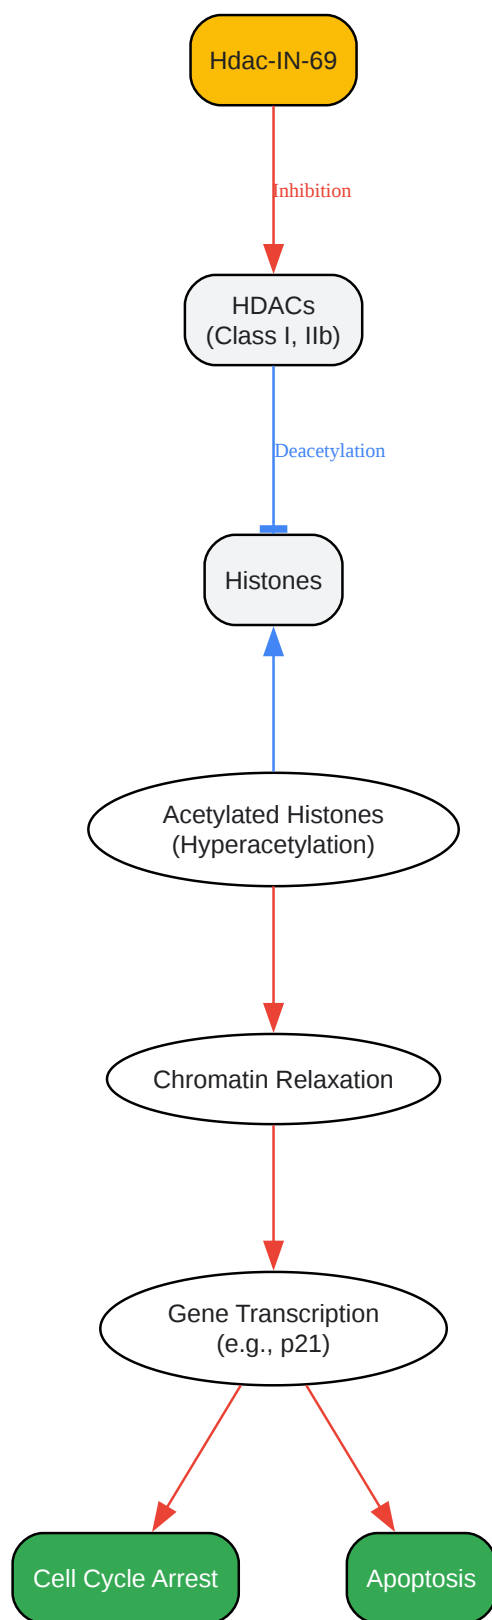 Hdac-IN-69
Inhibition
HDACs
(Class I, IIb)
Deacetylation
Histones
Acetylated Histones
(Hyperacetylation)
Chromatin Relaxation
Gene Transcription
(e.g., p21)
Cell Cycle Arrest
Apoptosis